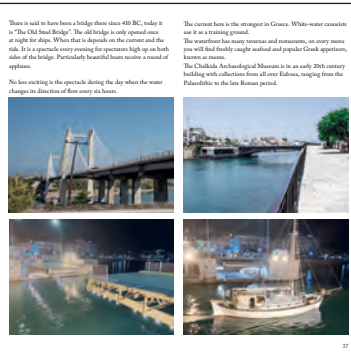 There is said to have been a bridge there since 410 BC, today it
is "The Old Steel Bridge". The old bridge is only opened once
at night for ships. When that is depends on the current and the
tide. It is a spectacle every evening for spectators high up on both
sides of the bridge. Particularly beautiful boats receive a round of
applause.
No less exciting is the spectacle during the day when the water
changes its direction of flow every six hours.
The current here is the strongest in Greece. White-water canoeists
use it as a training ground.
The waterfront has many tavernas and restaurants, on every menu
you will find freshly caught seafood and popular Greek appetizers,
known as meze.
The Chalkida Archaeological Museum is in an early 20th century
building with collections from all over Euboea, ranging from the
Palaeolithic to the late Roman period.
37